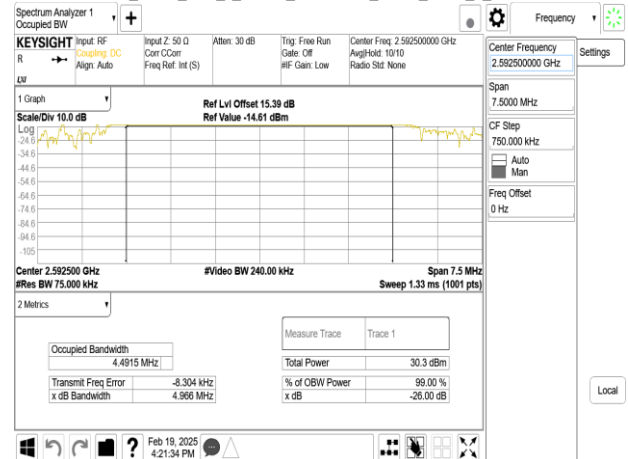 Spectrum Analyzer 1
Occupied BW
Frequency
KEYSIGHT
R
LXI
Input: RF
Coupling: DC
Align: Auto
Input Z: 50 Ω
Corr CCorr
Freq Ref: Int (S)
Atten: 30 dB
Trig: Free Run
Gate: Off
#IF Gain: Low
Center Freq: 2.592500000 GHz
Avg|Hold: 10/10
Radio Std: None
Center Frequency
2.592500000 GHz
Settings
Span
7.5000 MHz
CF Step
750.000 kHz
Auto
Man
Freq Offset
0 Hz
Local
1 Graph
Scale/Div 10.0 dB
Ref Lvl Offset 15.39 dB
Ref Value -14.61 dBm
Log
-24.6
-34.6
-44.6
-54.6
-64.6
-74.6
-84.6
-94.6
-105
Center 2.592500 GHz
#Video BW 240.00 kHz
Span 7.5 MHz
#Res BW 75.000 kHz
Sweep 1.33 ms (1001 pts)
2 Metrics
Measure Trace
Trace 1
Occupied Bandwidth
4.4915 MHz
Total Power
30.3 dBm
Transmit Freq Error
-8.304 kHz
% of OBW Power
99.00 %
x dB Bandwidth
4.966 MHz
x dB
-26.00 dB
?
Feb 19, 2025
4:21:34 PM